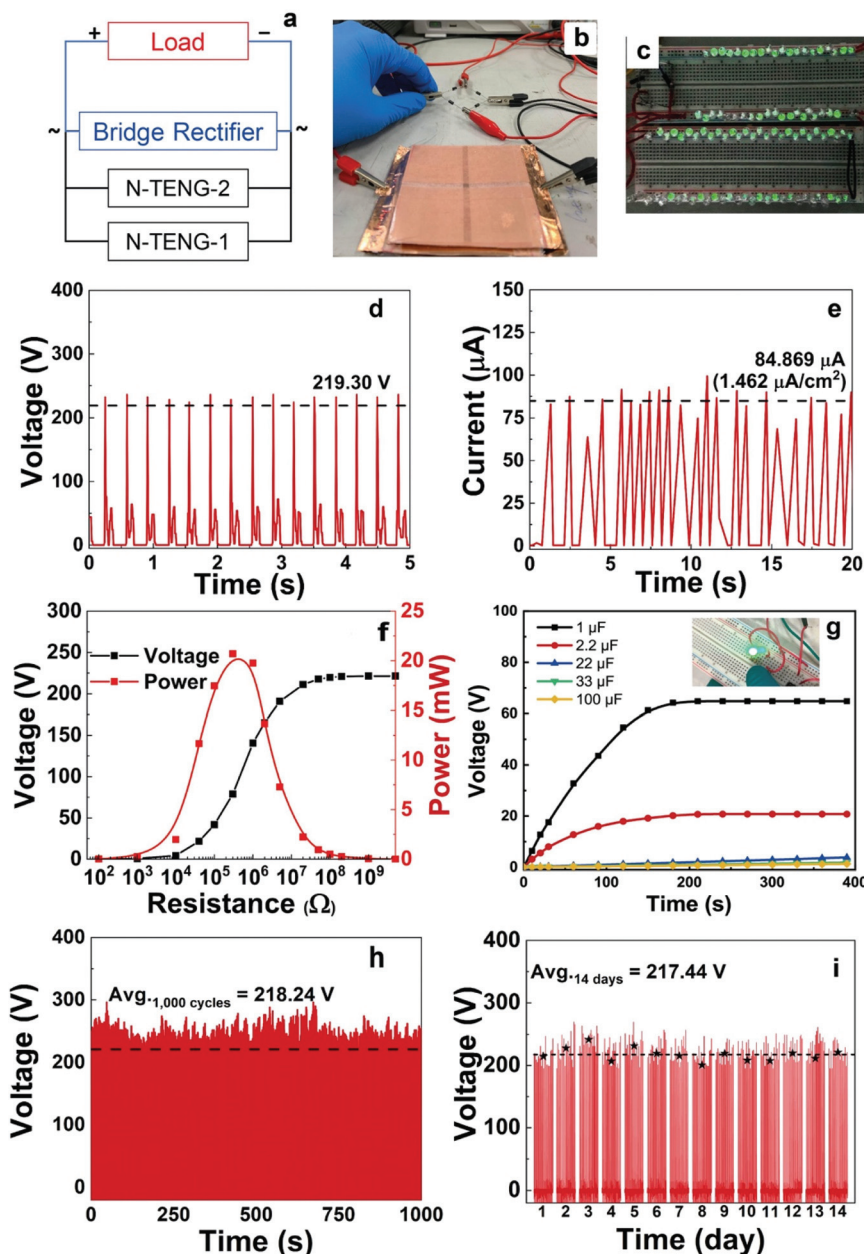 a
+ Load −
~ Bridge Rectifier ~
N-TENG-2
N-TENG-1
b
c
d
400
300
200
100
0
Voltage (V)
219.30 V
0 1 2 3 4 5
Time (s)
e
150
125
100
75
50
25
0
Current (μA)
84.869 μA
(1.462 μA/cm²)
0 5 10 15 20
Time (s)
f
300
250
200
150
100
50
0
Voltage (V)
Voltage
Power
25
20
15
10
5
0
Power (mW)
10² 10³ 10⁴ 10⁵ 10⁶ 10⁷ 10⁸ 10⁹
Resistance (Ω)
g
100
80
60
40
20
0
Voltage (V)
1 μF
2.2 μF
22 μF
33 μF
100 μF
0 100 200 300 400
Time (s)
h
400
300
200
100
0
Voltage (V)
Avg.1,000 cycles = 218.24 V
0 250 500 750 1000
Time (s)
i
400
300
200
100
0
Voltage (V)
Avg.14 days = 217.44 V
1 2 3 4 5 6 7 8 9 10 11 12 13 14
Time (day)